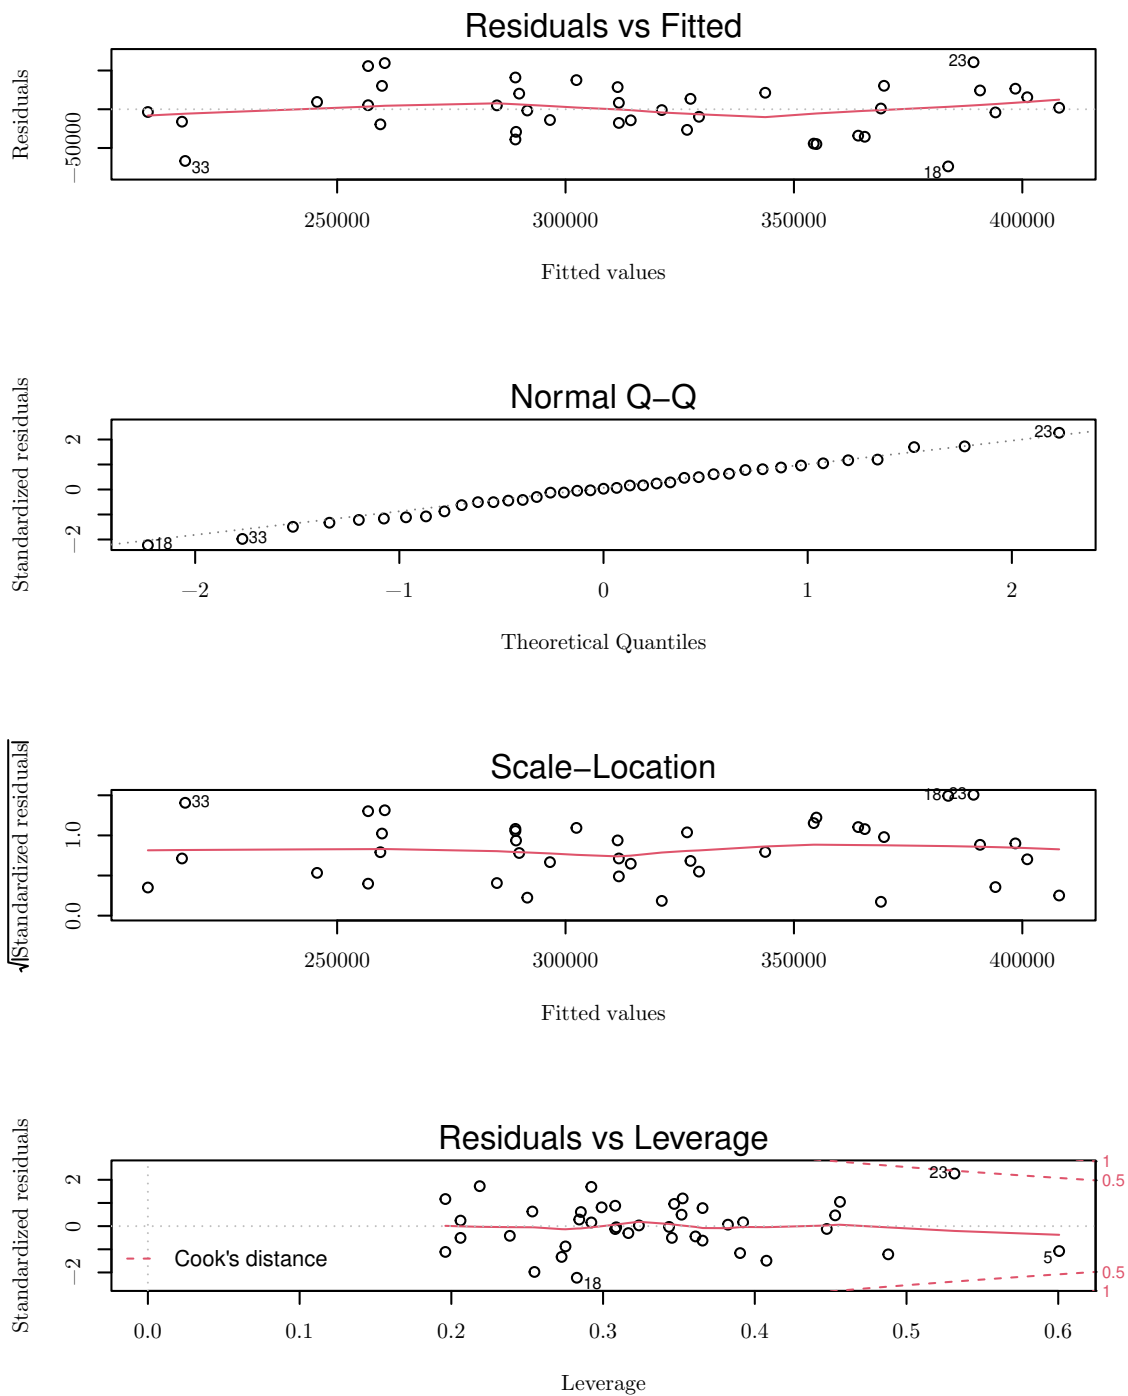 Residuals vs Fitted
Residuals
−50000
23
33
18
250000 300000 350000 400000
Fitted values
Normal Q−Q
Standardized residuals
−2 0 2
23
18
33
−2 −1 0 1 2
Theoretical Quantiles
Scale−Location
√|Standardized residuals|
0.0 1.0
33
18
23
250000 300000 350000 400000
Fitted values
Residuals vs Leverage
Standardized residuals
−2 0 2
1
0.5
23
Cook's distance
5
18
0.5
1
0.0 0.1 0.2 0.3 0.4 0.5 0.6
Leverage